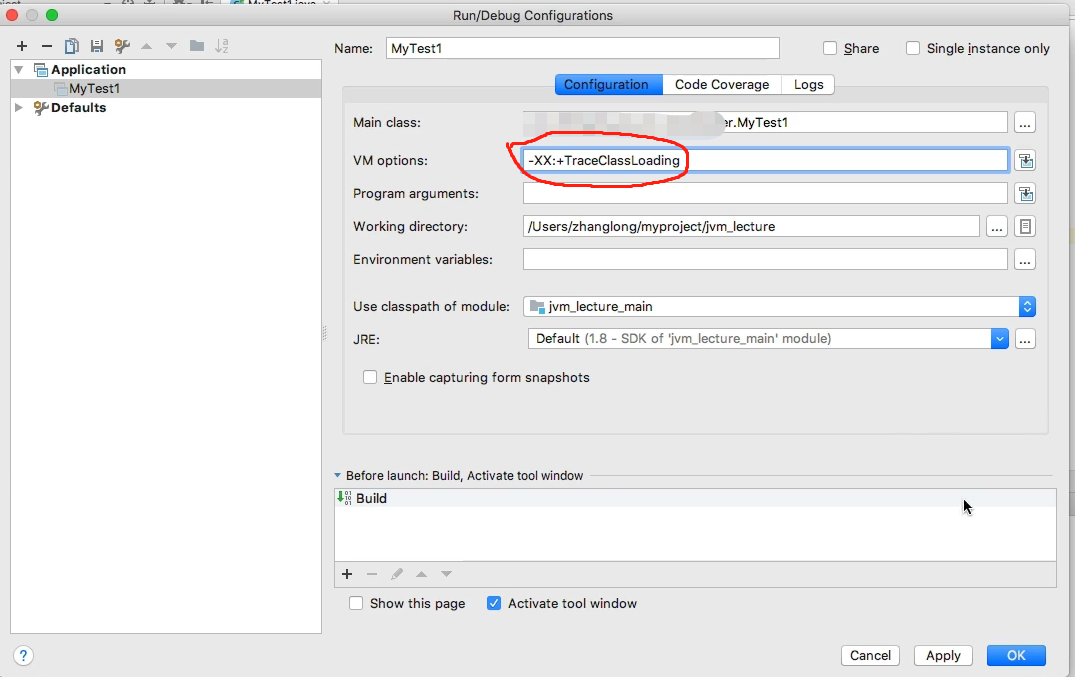 MyTest1.java
Run/Debug Configurations
Name: MyTest1 Share Single instance only
Application
MyTest1
Defaults
Configuration Code Coverage Logs
Main class: er.MyTest1 ...
VM options: -XX:+TraceClassLoading
Program arguments:
Working directory: /Users/zhanglong/myproject/jvm_lecture ...
Environment variables: ...
Use classpath of module: jvm_lecture_main
JRE: Default (1.8 - SDK of 'jvm_lecture_main' module) ...
Enable capturing form snapshots
Before launch: Build, Activate tool window
Build
Show this page Activate tool window
? Cancel Apply OK